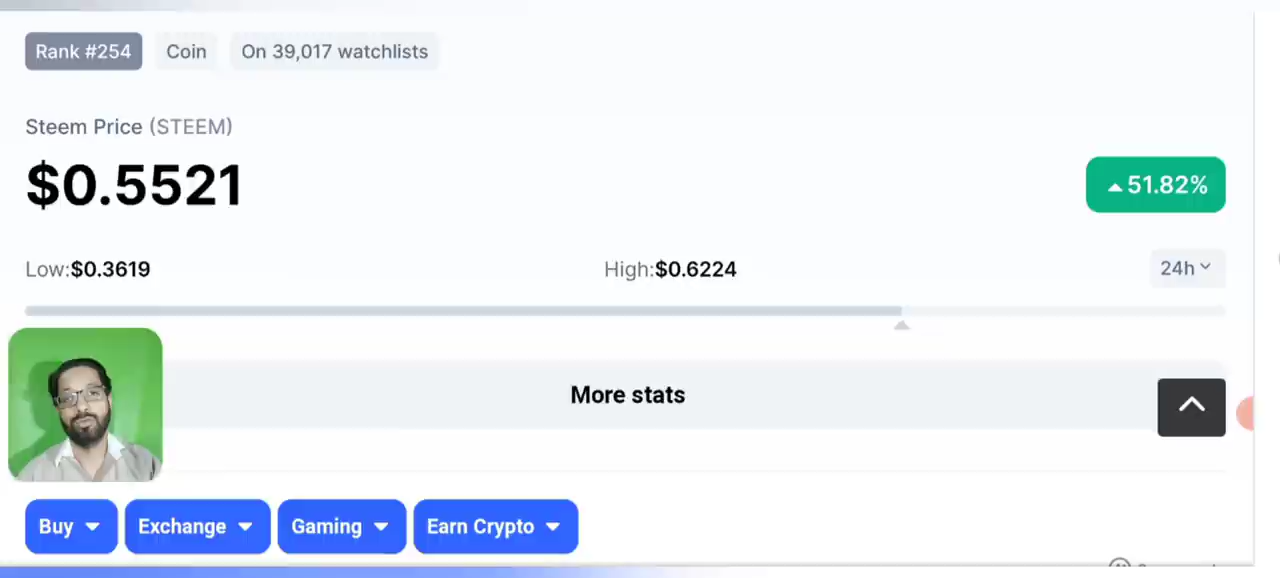 Rank #254 Coin On 39,017 watchlists
Steem Price (STEEM)
$0.5521 51.82%
Low:$0.3619 High:$0.6224 24h
More stats
Buy Exchange Gaming Earn Crypto